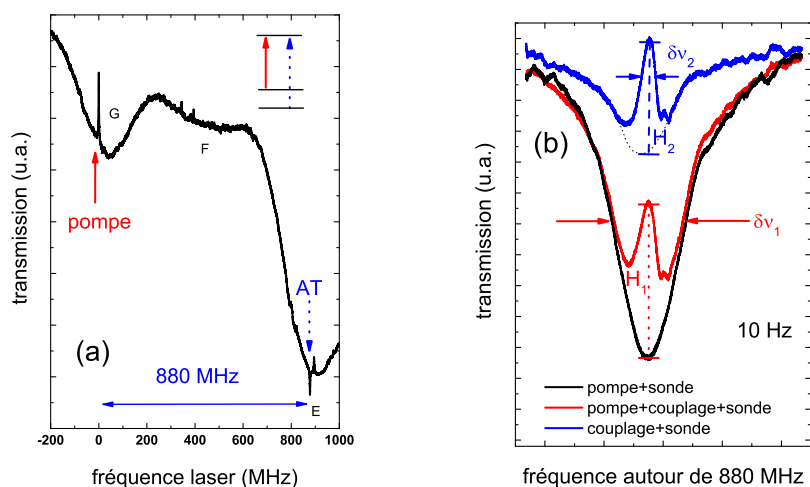 transmission (u.a.)
G
F
pompe
AT
(a)
880 MHz
E
-200 0 200 400 600 800 1000
fréquence laser (MHz)
transmission (u.a.)
δν2
(b)
H2
δν1
H1
10 Hz
pompe+sonde
pompe+couplage+sonde
couplage+sonde
fréquence autour de 880 MHz